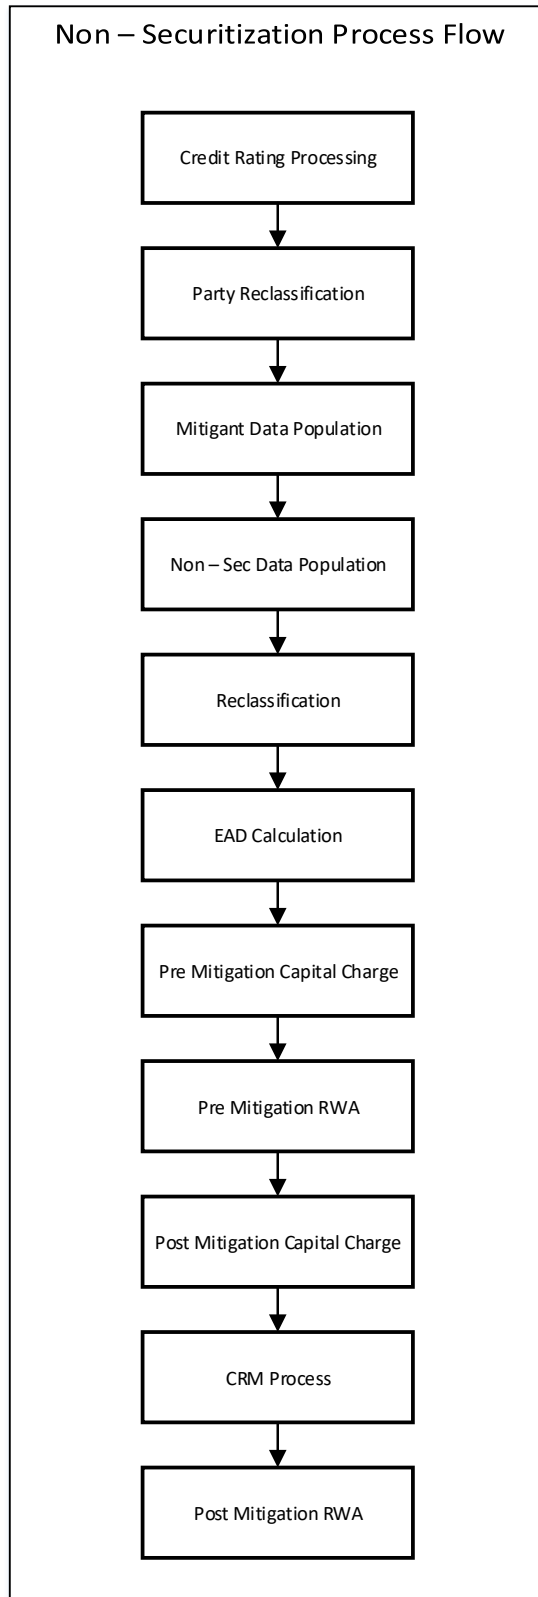 Non – Securitization Process Flow
Credit Rating Processing
Party Reclassification
Mitigant Data Population
Non – Sec Data Population
Reclassification
EAD Calculation
Pre Mitigation Capital Charge
Pre Mitigation RWA
Post Mitigation Capital Charge
CRM Process
Post Mitigation RWA